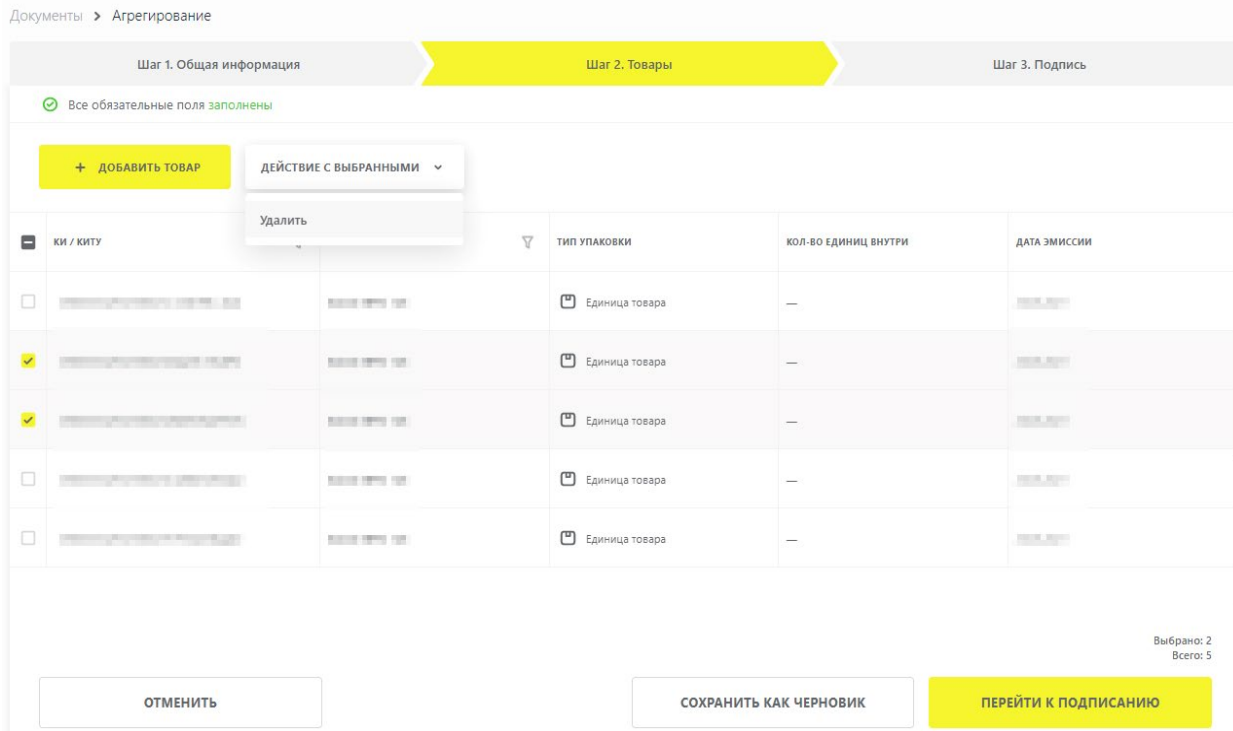 Документы > Агрегирование
Шаг 1. Общая информация
Шаг 2. Товары
Шаг 3. Подпись
Все обязательные поля заполнены
+ ДОБАВИТЬ ТОВАР
ДЕЙСТВИЕ С ВЫБРАННЫМИ
Удалить
КИ / КИТУ
ТИП УПАКОВКИ
КОЛ-ВО ЕДИНИЦ ВНУТРИ
ДАТА ЭМИССИИ
Единица товара —
Единица товара —
Единица товара —
Единица товара —
Единица товара —
Выбрано: 2
Всего: 5
ОТМЕНИТЬ
СОХРАНИТЬ КАК ЧЕРНОВИК
ПЕРЕЙТИ К ПОДПИСАНИЮ